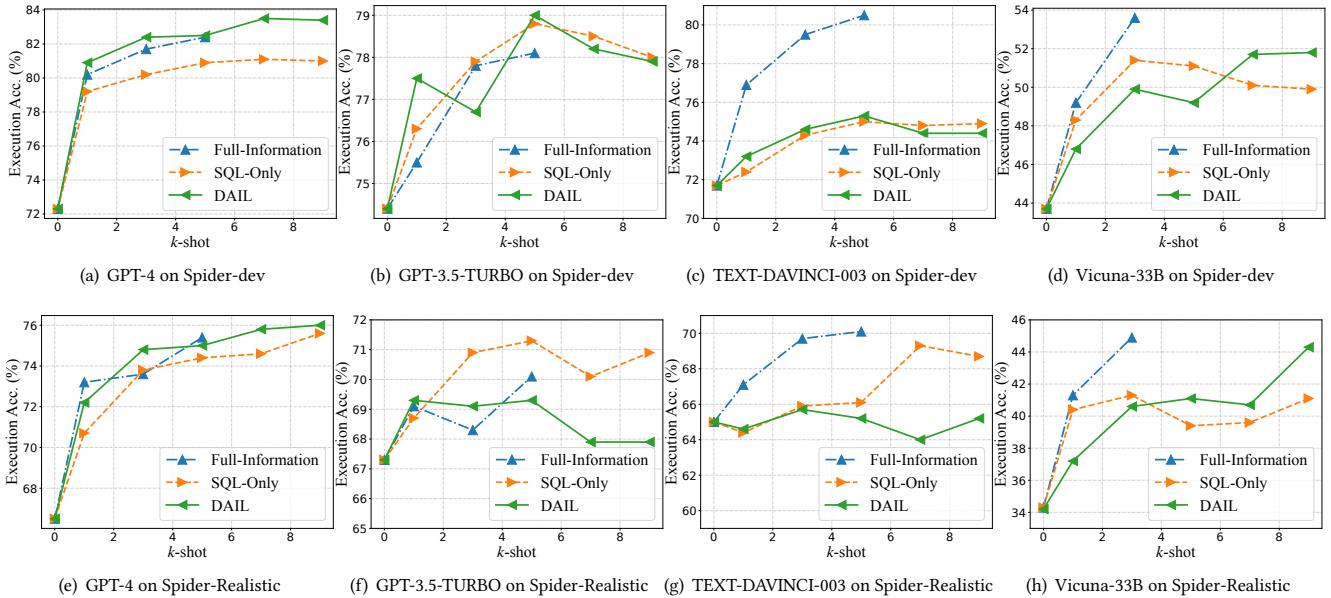 Execution Acc. (%)
84
82
80
78
76
74
72
0 2 4 6 8
k-shot
Full-Information
SQL-Only
DAIL
(a) GPT-4 on Spider-dev
Execution Acc. (%)
79
78
77
76
75
0 2 4 6 8
k-shot
Full-Information
SQL-Only
DAIL
(b) GPT-3.5-TURBO on Spider-dev
Execution Acc. (%)
80
78
76
74
72
70
0 2 4 6 8
k-shot
Full-Information
SQL-Only
DAIL
(c) TEXT-DAVINCI-003 on Spider-dev
Execution Acc. (%)
54
52
50
48
46
44
0 2 4 6 8
k-shot
Full-Information
SQL-Only
DAIL
(d) Vicuna-33B on Spider-dev
Execution Acc. (%)
76
74
72
70
68
0 2 4 6 8
k-shot
Full-Information
SQL-Only
DAIL
(e) GPT-4 on Spider-Realistic
Execution Acc. (%)
72
71
70
69
68
67
66
65
0 2 4 6 8
k-shot
Full-Information
SQL-Only
DAIL
(f) GPT-3.5-TURBO on Spider-Realistic
Execution Acc. (%)
70
68
66
64
62
60
0 2 4 6 8
k-shot
Full-Information
SQL-Only
DAIL
(g) TEXT-DAVINCI-003 on Spider-Realistic
Execution Acc. (%)
46
44
42
40
38
36
34
0 2 4 6 8
k-shot
Full-Information
SQL-Only
DAIL
(h) Vicuna-33B on Spider-Realistic